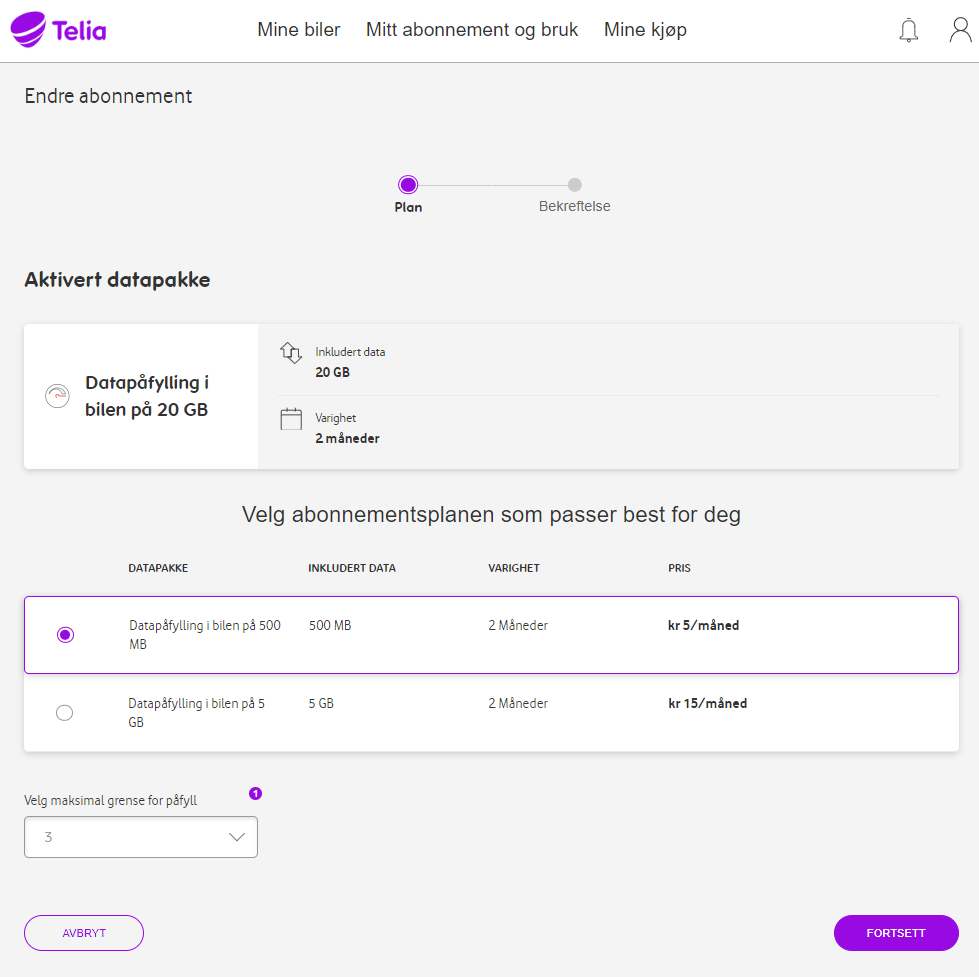 Telia
Mine biler
Mitt abonnement og bruk
Mine kjøp
Endre abonnement
Plan
Bekreftelse
Aktivert datapakke
Datapåfylling i
bilen på 20 GB
Inkludert data
20 GB
Varighet
2 måneder
Velg abonnementsplanen som passer best for deg
DATAPAKKE INKLUDERT DATA VARIGHET PRIS
Datapåfylling i bilen på 500 500 MB 2 Måneder kr 5/måned
MB
Datapåfylling i bilen på 5 5 GB 2 Måneder kr 15/måned
GB
Velg maksimal grense for påfyll
1
3
AVBRYT
FORTSETT